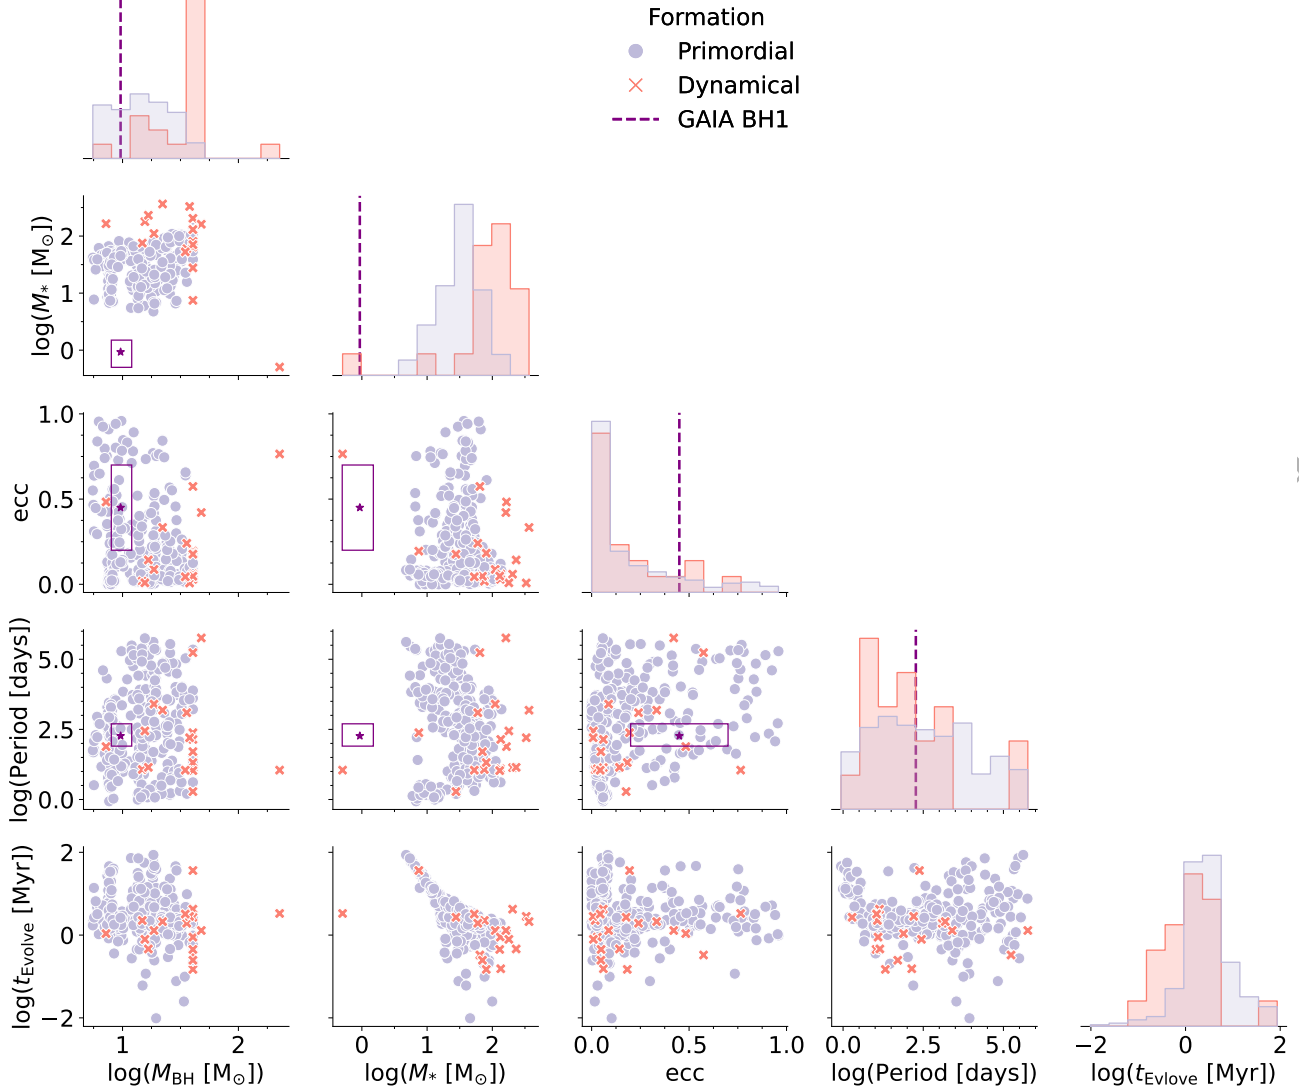 Formation
Primordial
Dynamical
GAIA BH1
log(M* [M⊙])
2
1
0
ecc
1.0
0.5
0.0
log(Period [days])
5.0
2.5
0.0
log(tEvolve [Myr])
2
0
−2
1 2
0 1 2
0.0 0.5 1.0
0.0 2.5 5.0
−2 0 2
log(MBH [M⊙])
log(M* [M⊙])
ecc
log(Period [days])
log(tEvlove [Myr])